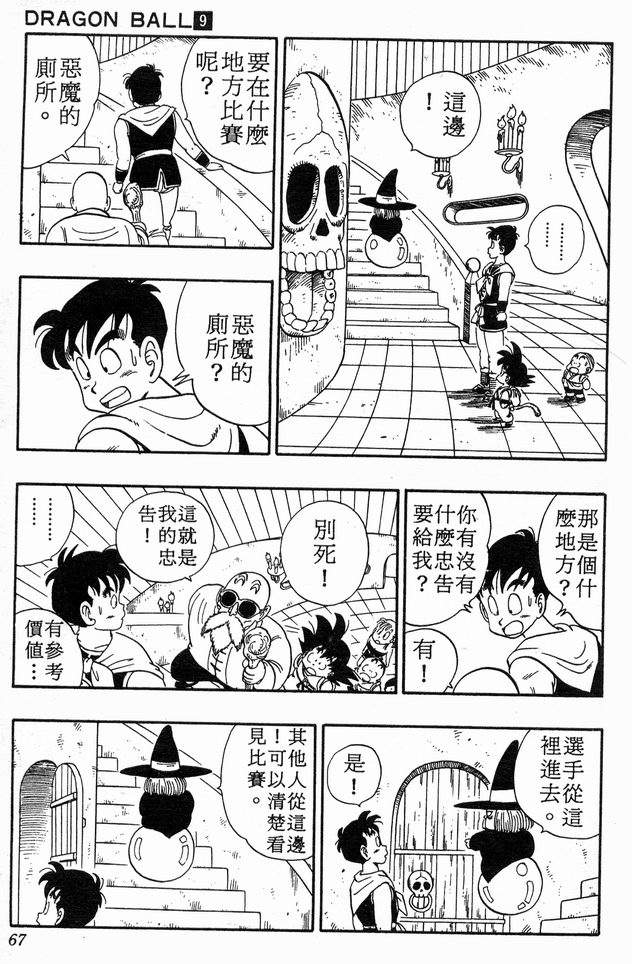 DRAGON BALL 9
這邊
！
……
……
要在什麼
地方比賽
呢？
惡魔的
廁所。
惡魔的
廁所？
那是個什
麼地方？
你有沒有
什麼忠告
要給我？
有！
別死！
這就是
我的忠
告！
……
……
有參考
價值…
選手從這
裡進去。
是！
其他人從這邊
！可以清楚看
見比賽。
67